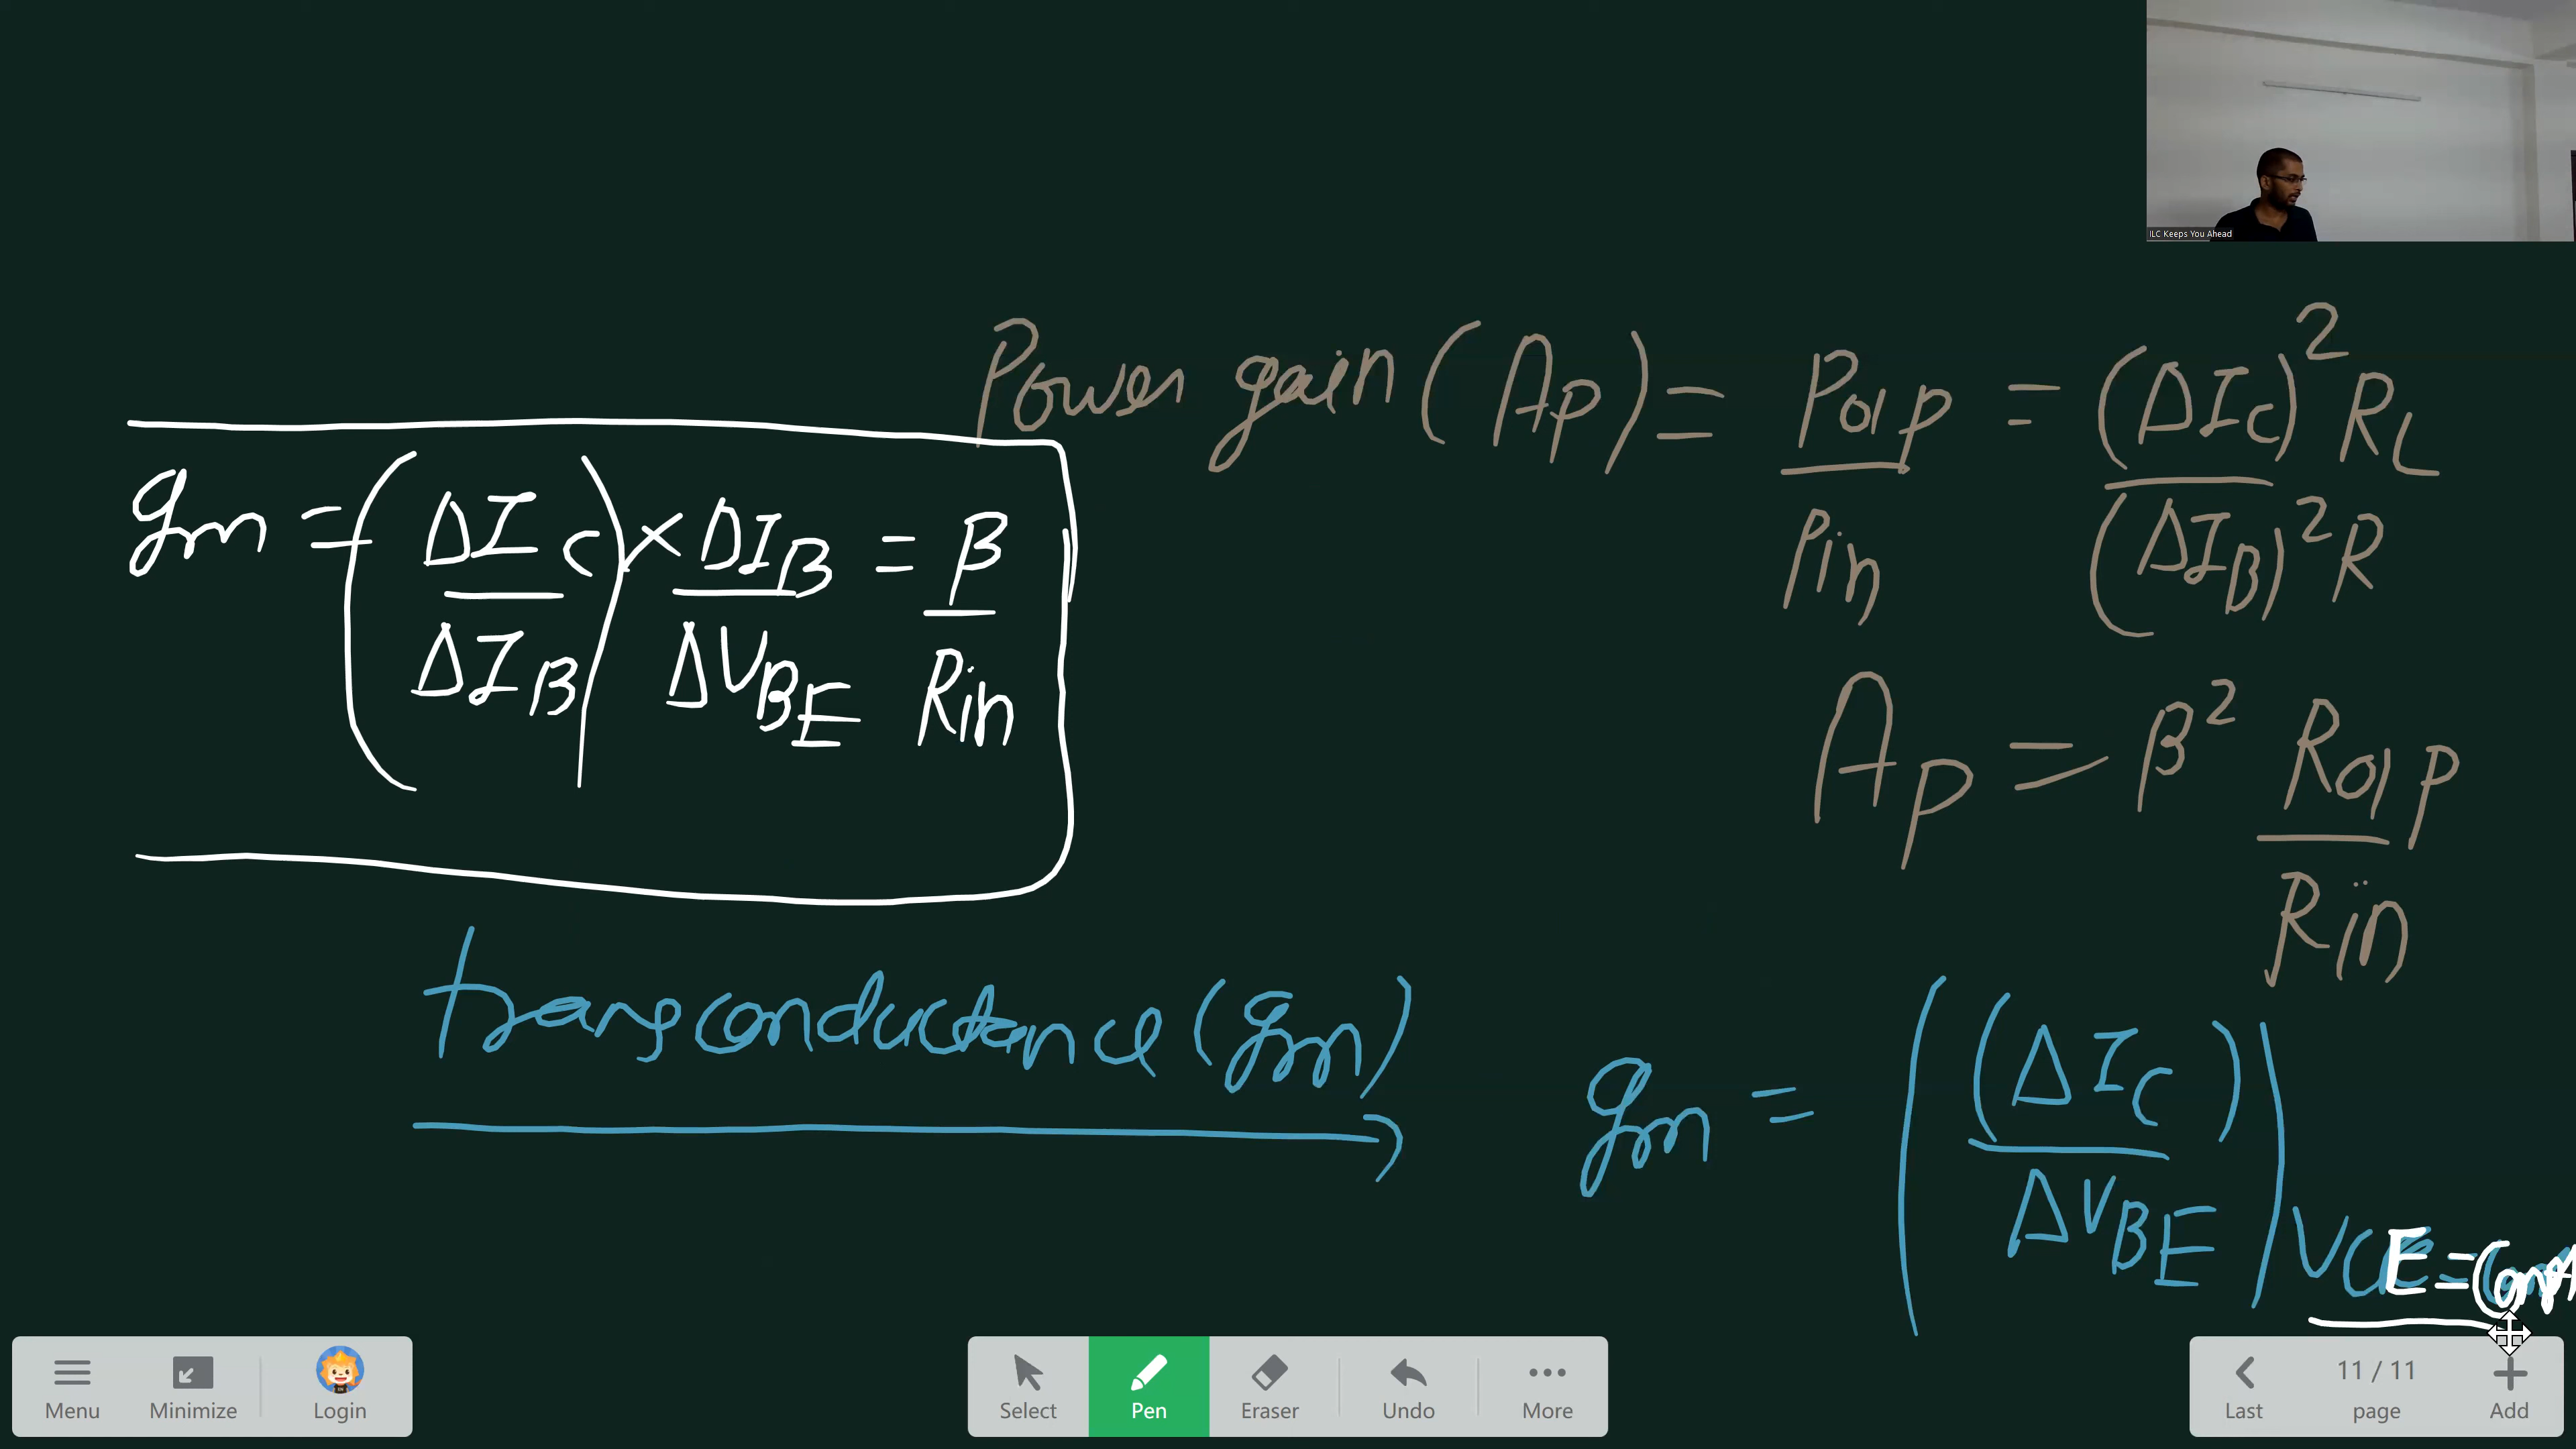 ILC Keeps You Ahead
Power gain (Ap) = Po/p / Pin = (ΔIc)² RL / (ΔIB)² R
gm = (ΔIc / ΔIB) × ΔIB / ΔVBE = β / Rin
Ap = β² Ro/p / Rin
transconductance (gm)
gm = ((ΔIc) / ΔVBE) VCE =
Menu Minimize Login Select Pen Eraser Undo More Last 11 / 11 page Add